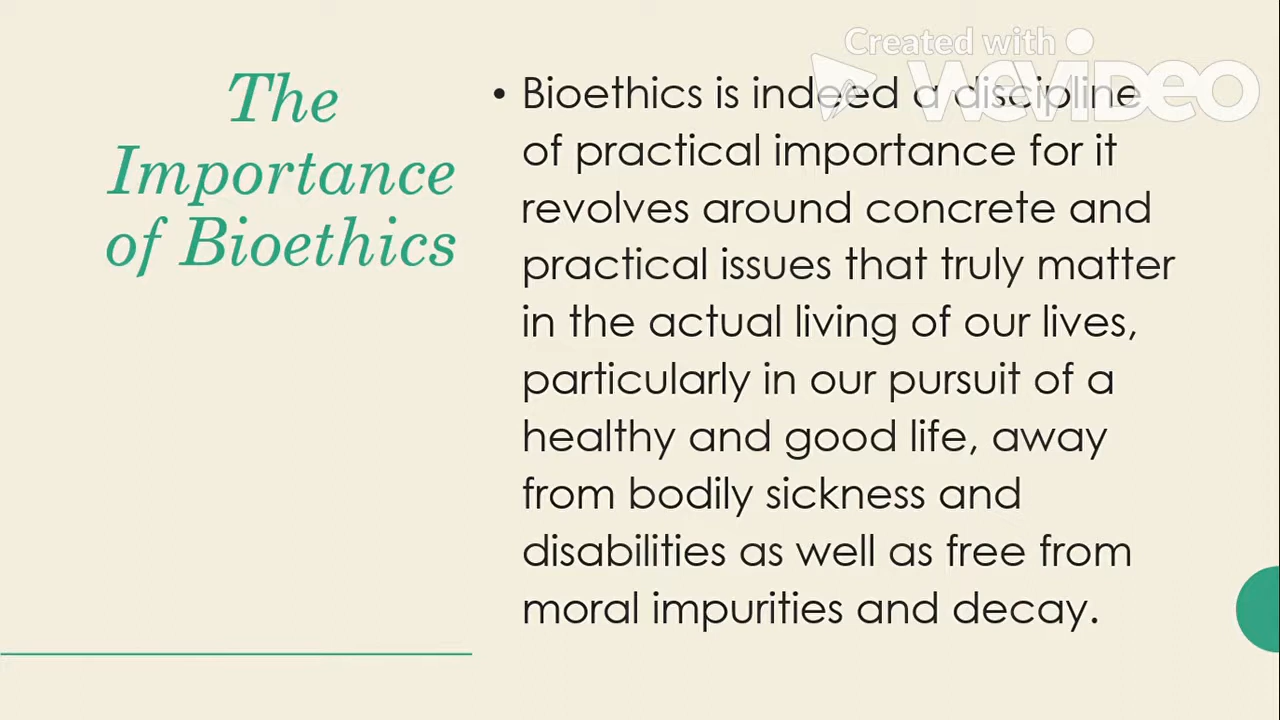 Created with
WEVIDEO
The
Importance
of Bioethics
• Bioethics is indeed a discipline
of practical importance for it
revolves around concrete and
practical issues that truly matter
in the actual living of our lives,
particularly in our pursuit of a
healthy and good life, away
from bodily sickness and
disabilities as well as free from
moral impurities and decay.